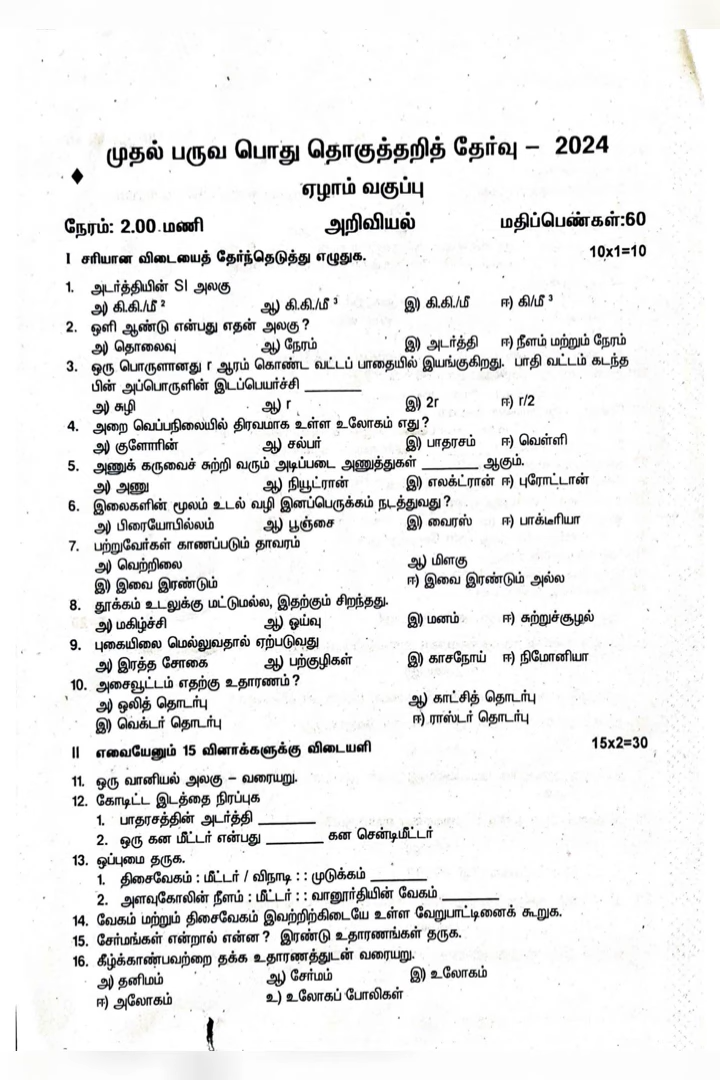 முதல் பருவ பொது தொகுத்தறித் தேர்வு – 2024
ஏழாம் வகுப்பு
நேரம்: 2.00 மணி அறிவியல் மதிப்பெண்கள்:60
I சரியான விடையைத் தேர்ந்தெடுத்து எழுதுக. 10x1=10
1. அடர்த்தியின் SI அலகு
அ) கி.கி./மீ ² ஆ) கி.கி./மீ ³ இ) கி.கி./மீ ஈ) கி/மீ ³
2. ஒளி ஆண்டு என்பது எதன் அலகு ?
அ) தொலைவு ஆ) நேரம் இ) அடர்த்தி ஈ) நீளம் மற்றும் நேரம்
3. ஒரு பொருளானது r ஆரம் கொண்ட வட்டப் பாதையில் இயங்குகிறது. பாதி வட்டம் கடந்த
பின் அப்பொருளின் இடப்பெயர்ச்சி ________
அ) சுழி ஆ) r இ) 2r ஈ) r/2
4. அறை வெப்பநிலையில் திரவமாக உள்ள உலோகம் எது ?
அ) குளோரின் ஆ) சல்பர் இ) பாதரசம் ஈ) வெள்ளி
5. அணுக் கருவைச் சுற்றி வரும் அடிப்படை அணுத்துகள் ________ ஆகும்.
அ) அணு ஆ) நியூட்ரான் இ) எலக்ட்ரான் ஈ) புரோட்டான்
6. இலைகளின் மூலம் உடல் வழி இனப்பெருக்கம் நடத்துவது ?
அ) பிரையோபில்லம் ஆ) பூஞ்சை இ) வைரஸ் ஈ) பாக்டீரியா
7. பற்றுவேர்கள் காணப்படும் தாவரம்
அ) வெற்றிலை ஆ) மிளகு
இ) இவை இரண்டும் ஈ) இவை இரண்டும் அல்ல
8. தூக்கம் உடலுக்கு மட்டுமல்ல, இதற்கும் சிறந்தது.
அ) மகிழ்ச்சி ஆ) ஓய்வு இ) மனம் ஈ) சுற்றுச்சூழல்
9. புகையிலை மெல்லுவதால் ஏற்படுவது
அ) இரத்த சோகை ஆ) பற்குழிகள் இ) காசநோய் ஈ) நிமோனியா
10. அசைவூட்டம் எதற்கு உதாரணம் ?
அ) ஒலித் தொடர்பு ஆ) காட்சித் தொடர்பு
இ) வெக்டர் தொடர்பு ஈ) ராஸ்டர் தொடர்பு
II எவையேனும் 15 வினாக்களுக்கு விடையளி 15x2=30
11. ஒரு வானியல் அலகு – வரையறு.
12. கோடிட்ட இடத்தை நிரப்புக
1. பாதரசத்தின் அடர்த்தி ________
2. ஒரு கன மீட்டர் என்பது ________ கன சென்டிமீட்டர்
13. ஒப்புமை தருக.
1. திசைவேகம் : மீட்டர் / விநாடி : : முடுக்கம் ________
2. அளவுகோலின் நீளம் : மீட்டர் : : வானூர்தியின் வேகம் ________
14. வேகம் மற்றும் திசைவேகம் இவற்றிற்கிடையே உள்ள வேறுபாட்டினைக் கூறுக.
15. சேர்மங்கள் என்றால் என்ன ? இரண்டு உதாரணங்கள் தருக.
16. கீழ்க்காண்பவற்றை தக்க உதாரணத்துடன் வரையறு.
அ) தனிமம் ஆ) சேர்மம் இ) உலோகம்
ஈ) அலோகம் உ) உலோகப் போலிகள்